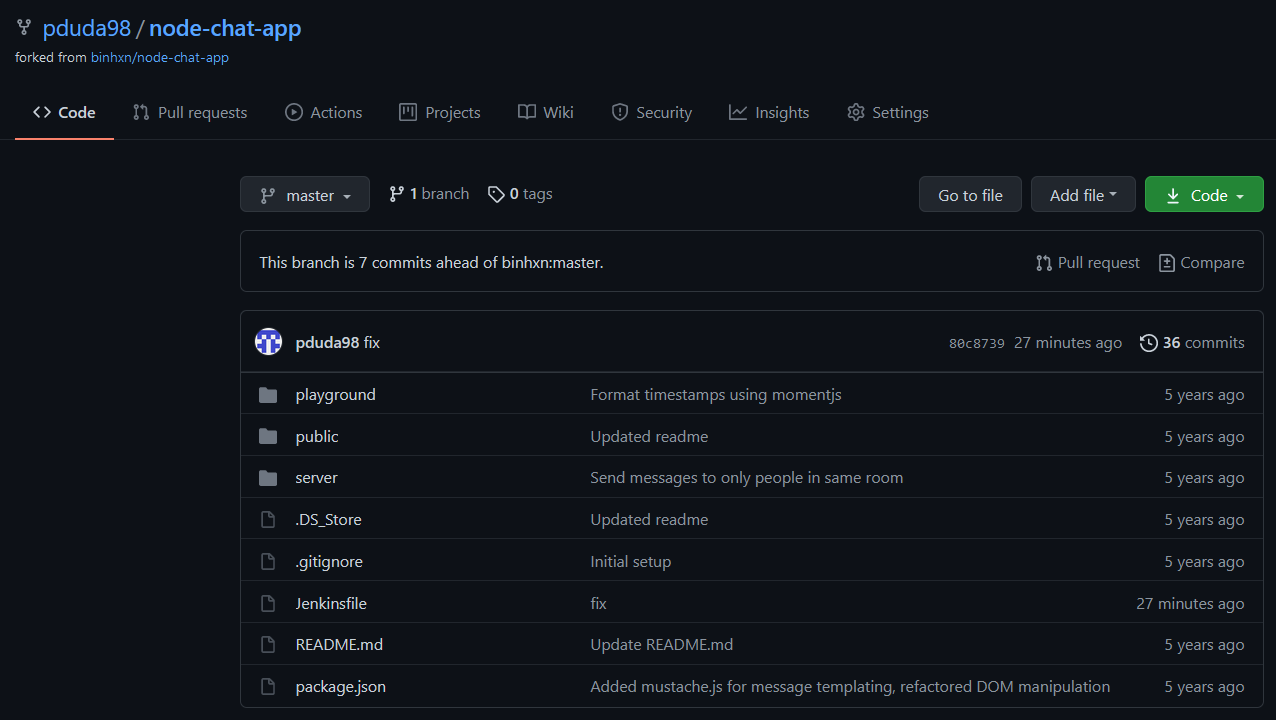 pduda98 / node-chat-app
forked from binhxn/node-chat-app
Code Pull requests Actions Projects Wiki Security Insights Settings
master 1 branch 0 tags Go to file Add file Code
This branch is 7 commits ahead of binhxn:master. Pull request Compare
pduda98 fix 80c8739 27 minutes ago 36 commits
playground Format timestamps using momentjs 5 years ago
public Updated readme 5 years ago
server Send messages to only people in same room 5 years ago
.DS_Store Updated readme 5 years ago
.gitignore Initial setup 5 years ago
Jenkinsfile fix 27 minutes ago
README.md Update README.md 5 years ago
package.json Added mustache.js for message templating, refactored DOM manipulation 5 years ago